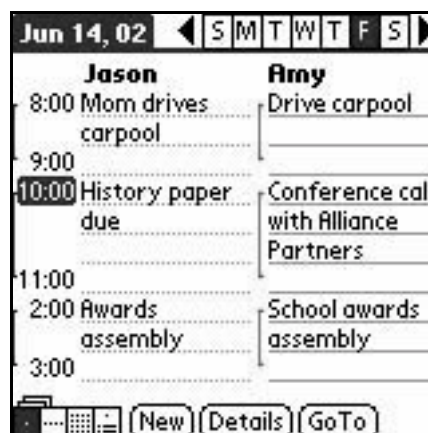 Jun 14, 02 S M T W T F S
Jason Amy
8:00 Mom drives Drive carpool
carpool
9:00
10:00 History paper Conference cal
due with Alliance
Partners
11:00
2:00 Awards School awards
assembly assembly
3:00
New Details GoTo